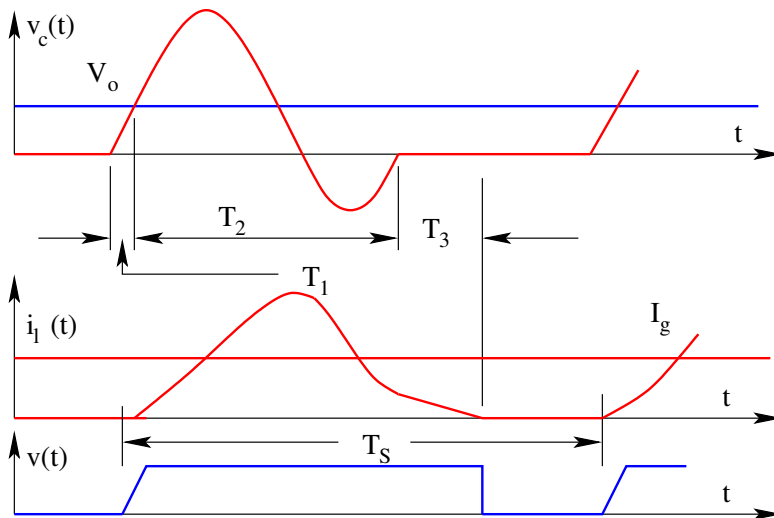 v_c(t)
V_o
t
T_2
T_3
T_1
i_l (t)
I_g
t
T_S
v(t)
t